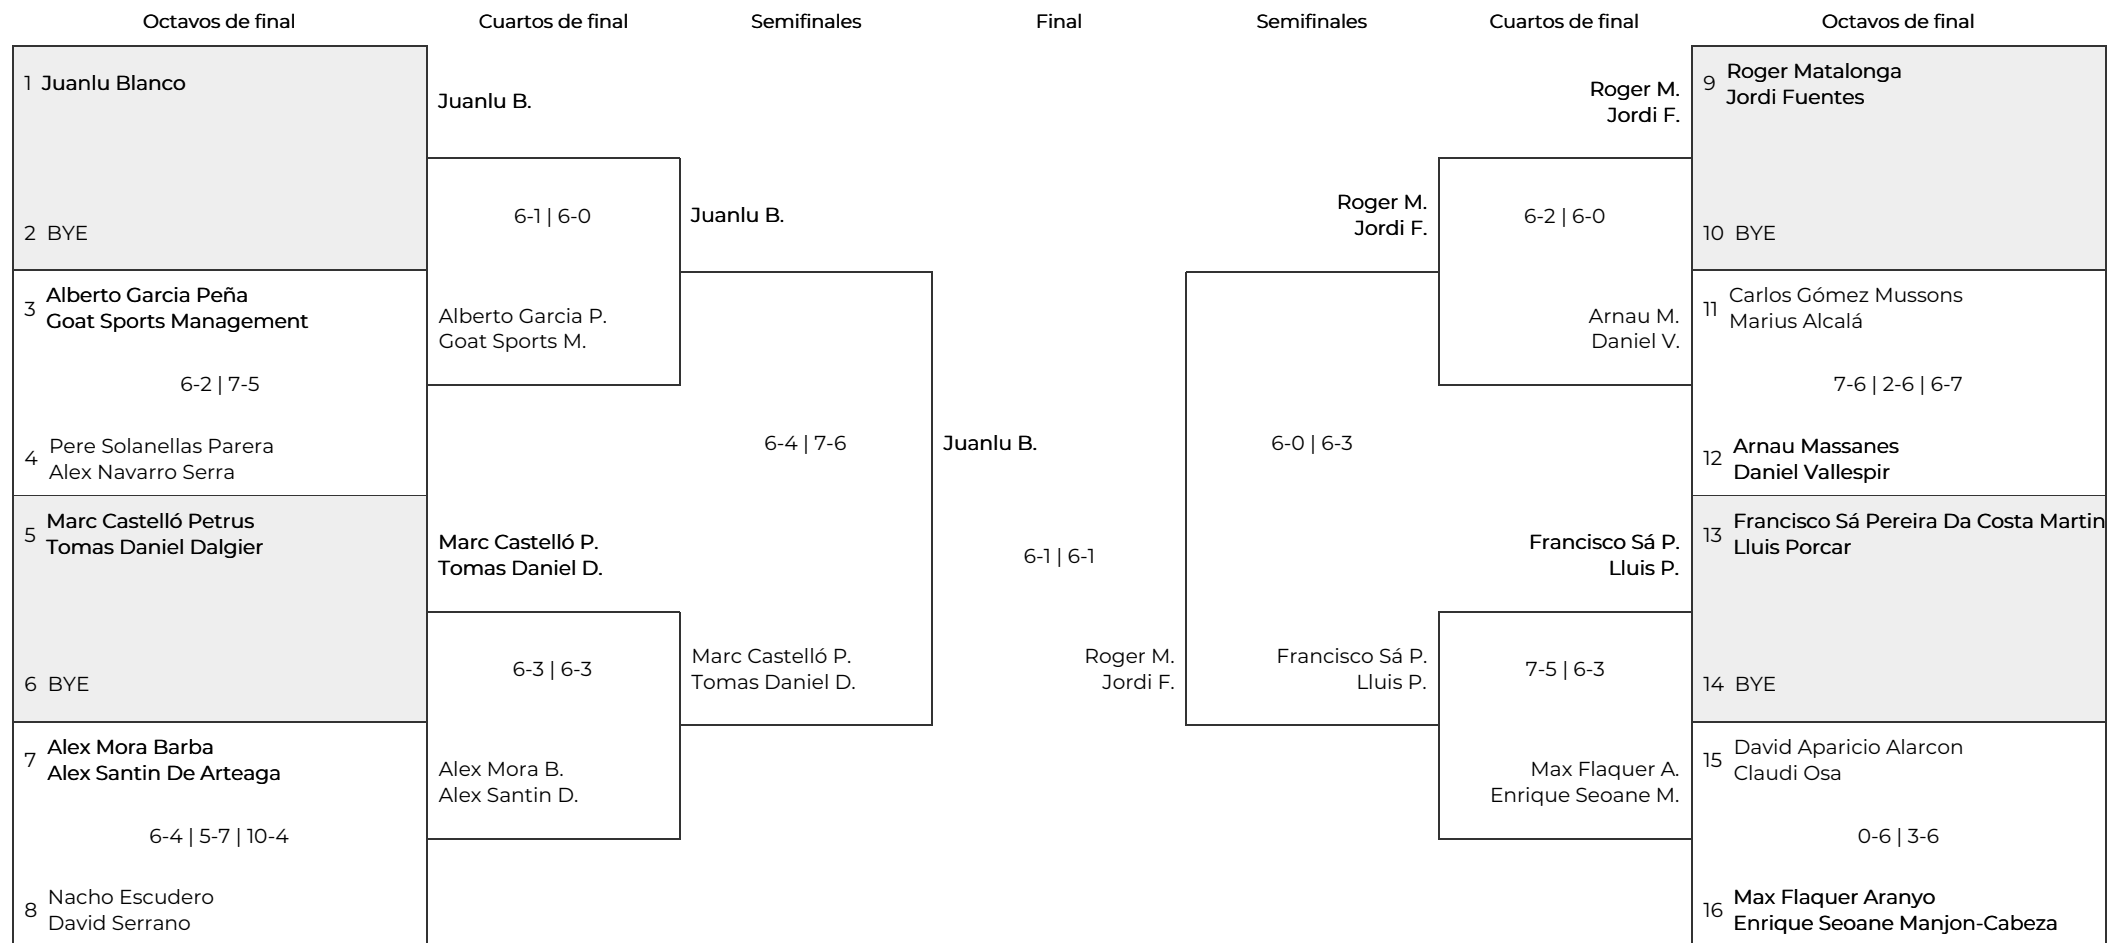 Octavos de final
Cuartos de final
Semifinales
Final
Semifinales
Cuartos de final
Octavos de final
1 Juanlu Blanco
2 BYE
3 Alberto Garcia Peña
Goat Sports Management
6-2 | 7-5
4 Pere Solanellas Parera
Alex Navarro Serra
5 Marc Castelló Petrus
Tomas Daniel Dalgier
6 BYE
7 Alex Mora Barba
Alex Santin De Arteaga
6-4 | 5-7 | 10-4
8 Nacho Escudero
David Serrano
Juanlu B.
6-1 | 6-0
Alberto Garcia P.
Goat Sports M.
Marc Castelló P.
Tomas Daniel D.
6-3 | 6-3
Alex Mora B.
Alex Santin D.
Juanlu B.
6-4 | 7-6
Marc Castelló P.
Tomas Daniel D.
Juanlu B.
6-1 | 6-1
Roger M.
Jordi F.
Roger M.
Jordi F.
6-0 | 6-3
Francisco Sá P.
Lluis P.
Roger M.
Jordi F.
6-2 | 6-0
Arnau M.
Daniel V.
Francisco Sá P.
Lluis P.
7-5 | 6-3
Max Flaquer A.
Enrique Seoane M.
9 Roger Matalonga
Jordi Fuentes
10 BYE
11 Carlos Gómez Mussons
Marius Alcalá
7-6 | 2-6 | 6-7
12 Arnau Massanes
Daniel Vallespir
13 Francisco Sá Pereira Da Costa Martin
Lluis Porcar
14 BYE
15 David Aparicio Alarcon
Claudi Osa
0-6 | 3-6
16 Max Flaquer Aranyo
Enrique Seoane Manjon-Cabeza